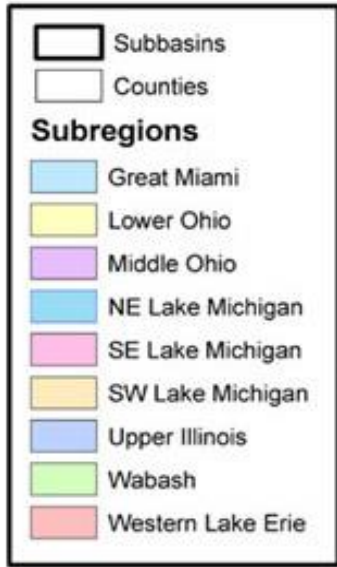 Subbasins
Counties
Subregions
Great Miami
Lower Ohio
Middle Ohio
NE Lake Michigan
SE Lake Michigan
SW Lake Michigan
Upper Illinois
Wabash
Western Lake Erie